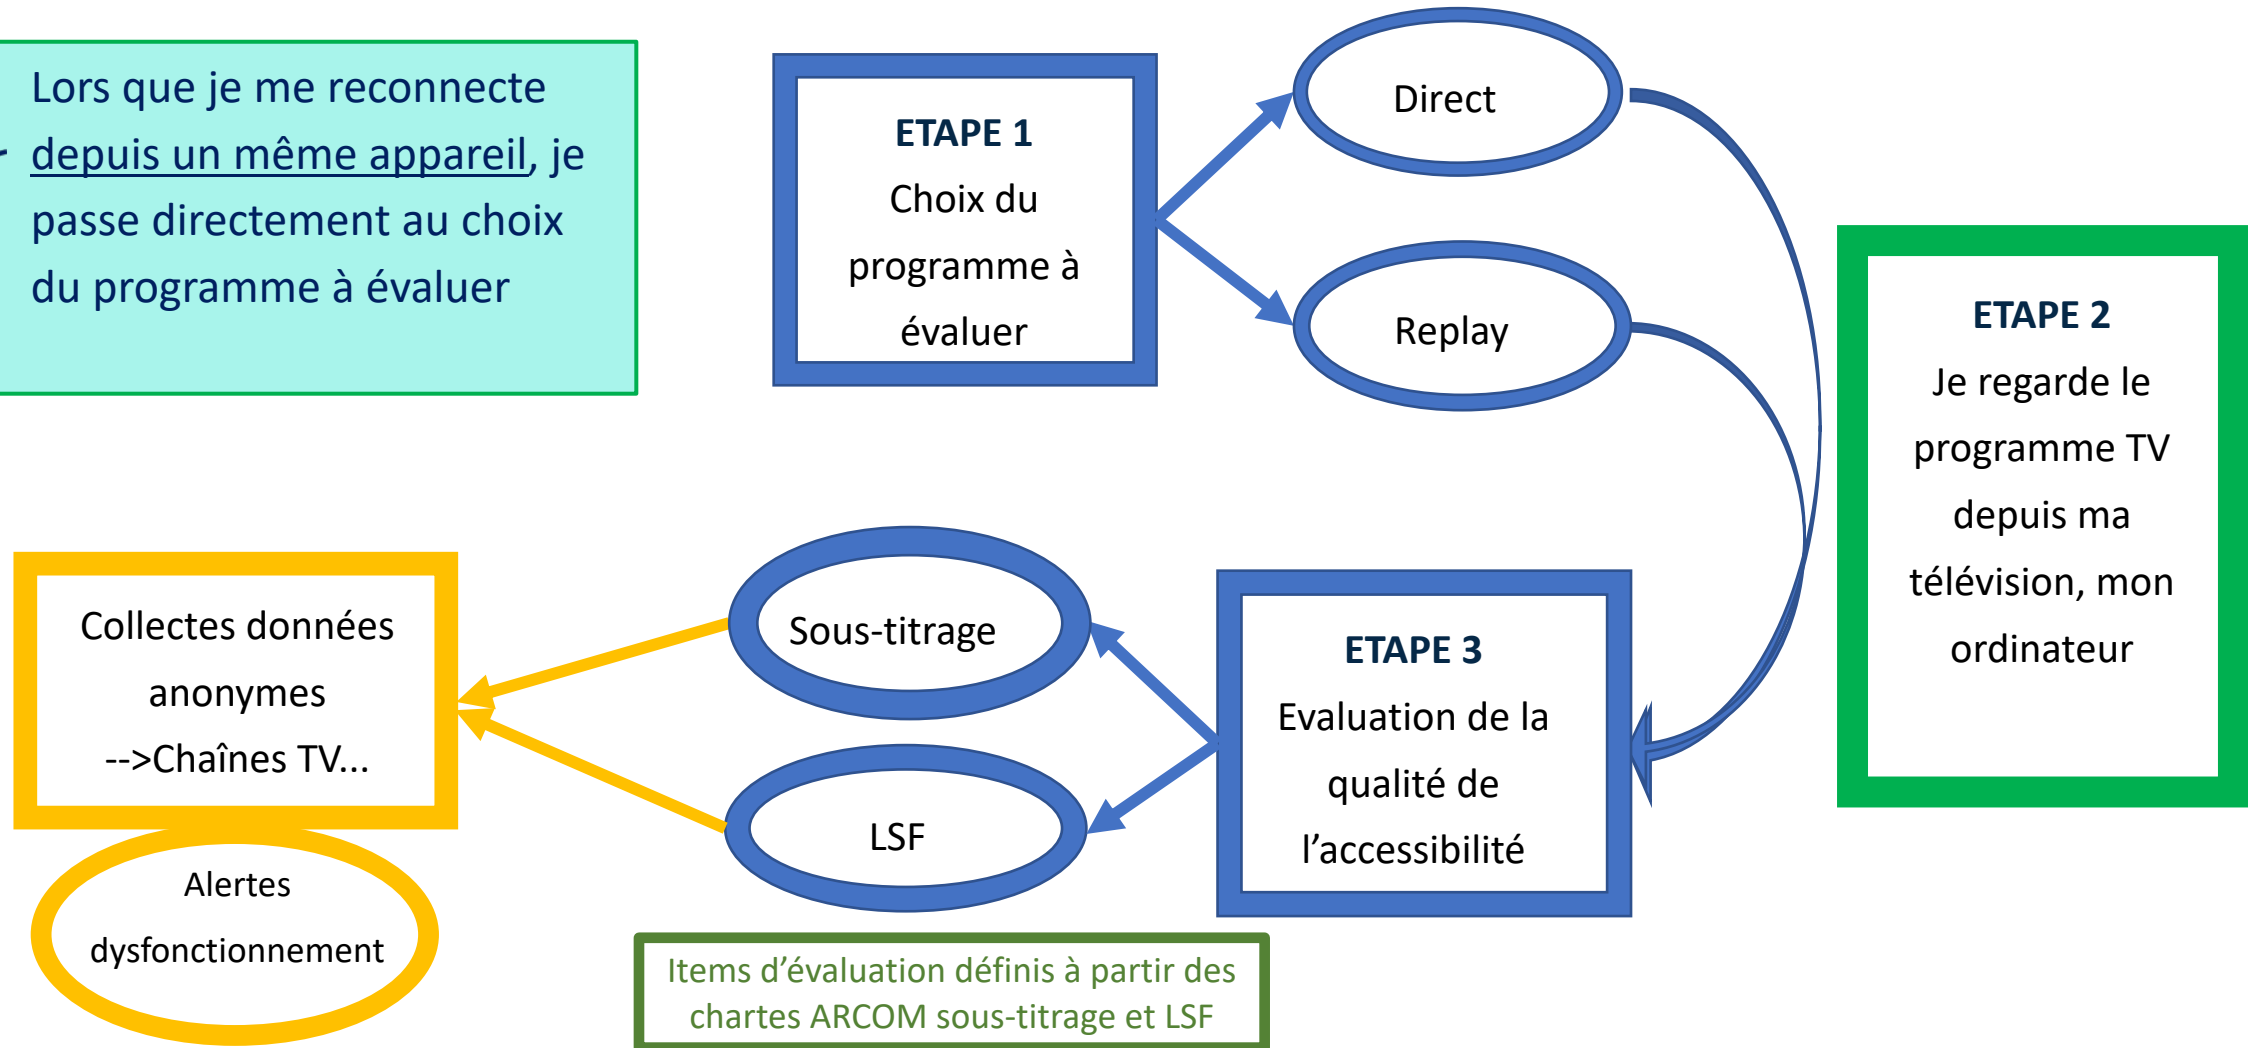 Lors que je me reconnecte
depuis un même appareil, je
passe directement au choix
du programme à évaluer
ETAPE 1
Choix du
programme à
évaluer
Direct
Replay
ETAPE 2
Je regarde le
programme TV
depuis ma
télévision, mon
ordinateur
ETAPE 3
Evaluation de la
qualité de
l’accessibilité
Sous-titrage
LSF
Items d’évaluation définis à partir des
chartes ARCOM sous-titrage et LSF
Collectes données
anonymes
-->Chaînes TV...
Alertes
dysfonctionnement